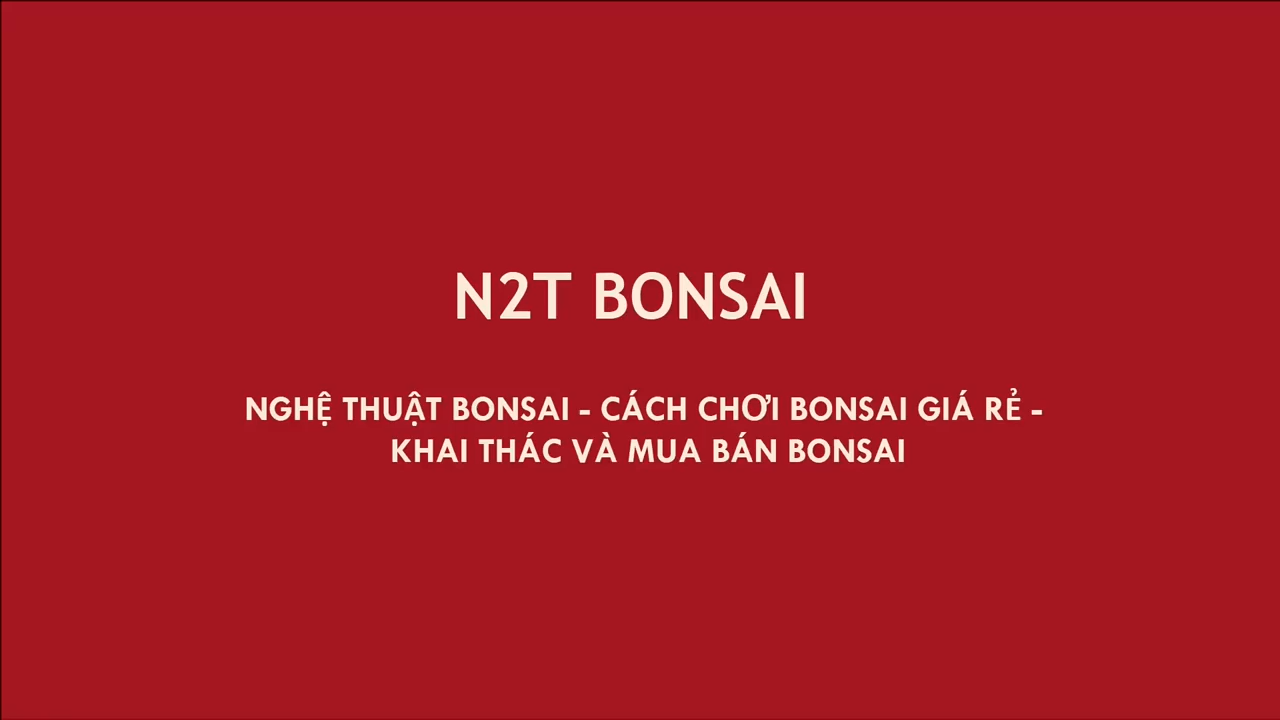 N2T BONSAI
NGHỆ THUẬT BONSAI - CÁCH CHƠI BONSAI GIÁ RẺ -
KHAI THÁC VÀ MUA BÁN BONSAI